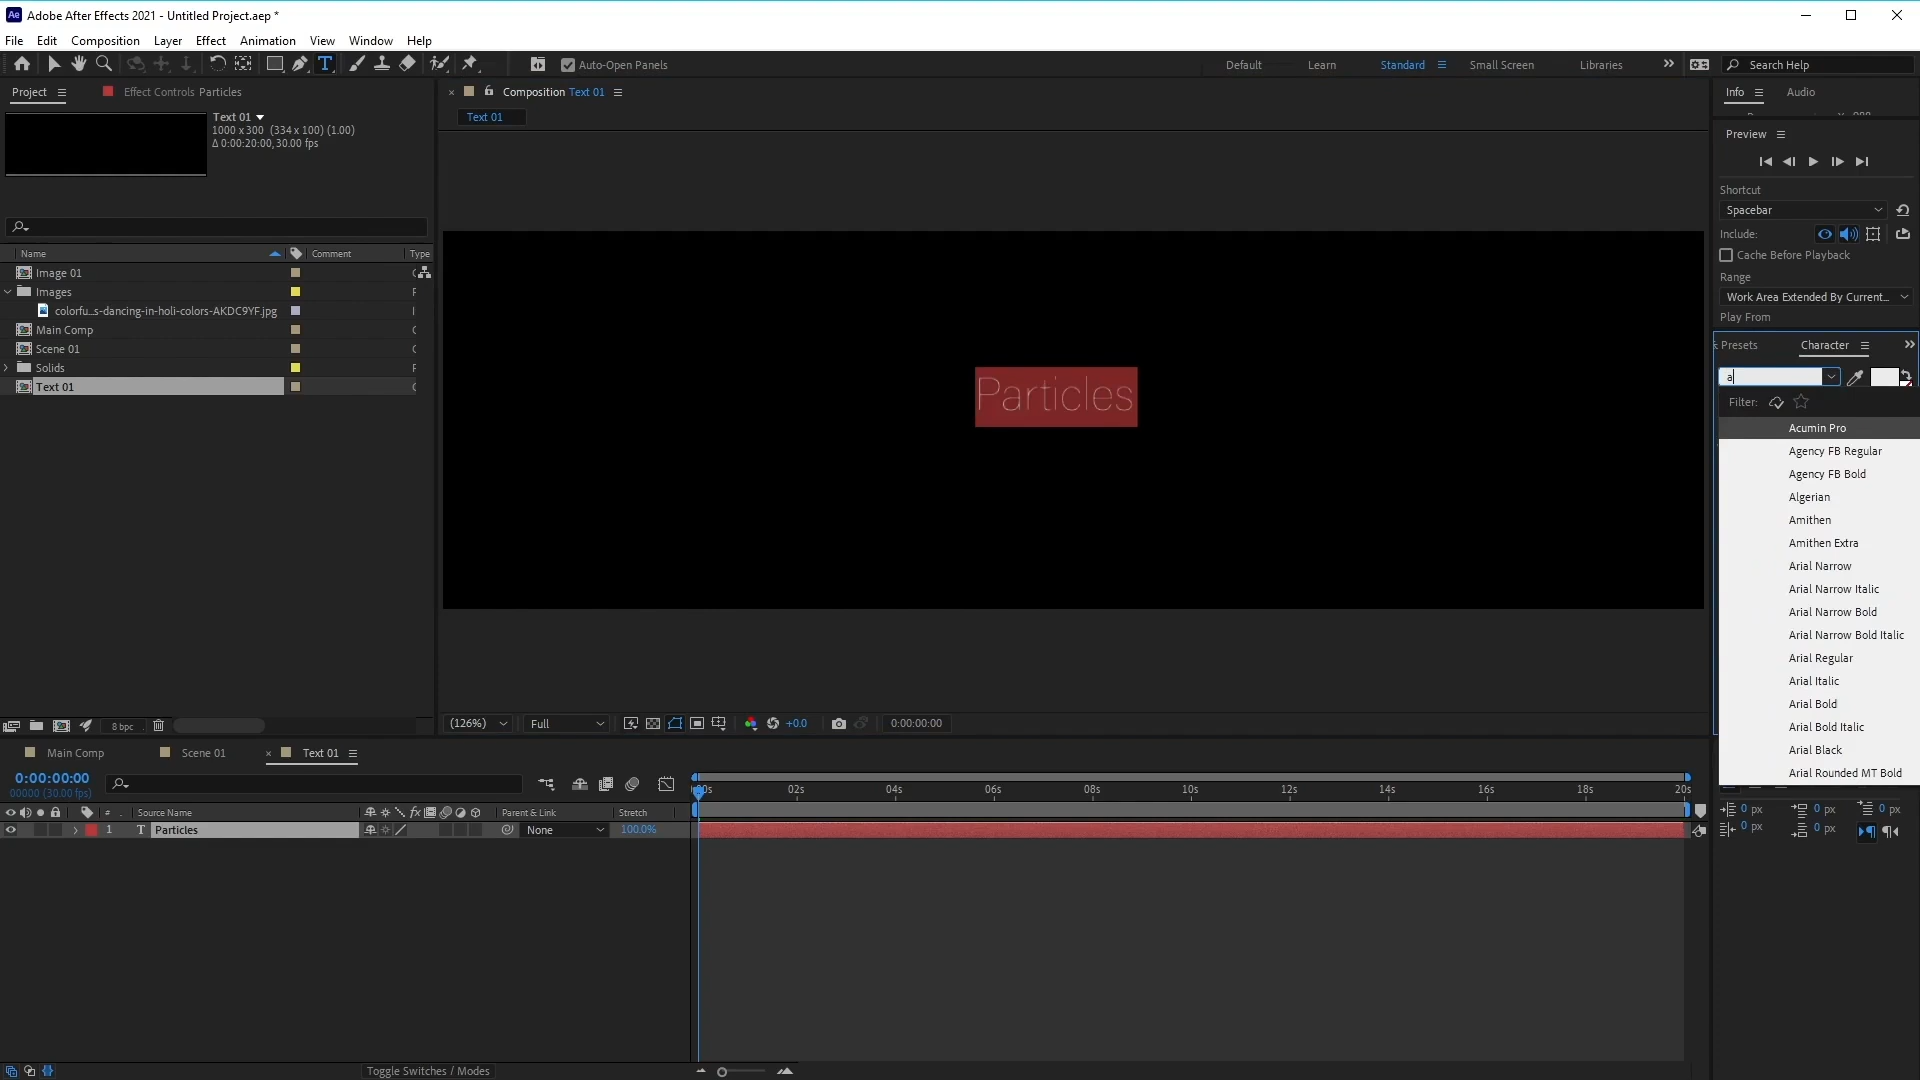 Adobe After Effects 2021 - Untitled Project.aep *
File Edit Composition Layer Effect Animation View Window Help
Auto-Open Panels
Default Learn Standard Small Screen Libraries
Search Help
Project
Effect Controls Particles
Composition Text 01
Info Audio
Text 01
1000 x 300 (334 x 100) (1.00)
Δ 0:00:20:00, 30.00 fps
Text 01
Preview
Shortcut
Spacebar
Include:
Cache Before Playback
Range
Work Area Extended By Current...
Play From
Name Comment Type
Image 01
Images
colorfu...s-dancing-in-holi-colors-AKDC9YF.jpg
Main Comp
Scene 01
Solids
Text 01
Particles
Presets Character
a
Filter:
Acumin Pro
Agency FB Regular
Agency FB Bold
Algerian
Amithen
Amithen Extra
Arial Narrow
Arial Narrow Italic
Arial Narrow Bold
Arial Narrow Bold Italic
Arial Regular
Arial Italic
Arial Bold
Arial Bold Italic
Arial Black
Arial Rounded MT Bold
8 bpc
(126%) Full +0.0 0:00:00:00
Main Comp Scene 01 Text 01
0:00:00:00
00000 (30.00 fps)
02s 04s 06s 08s 10s 12s 14s 16s 18s 20s
# Source Name fx Parent & Link Stretch
1 T Particles None 100.0%
0 px 0 px 0 px
0 px 0 px
Toggle Switches / Modes